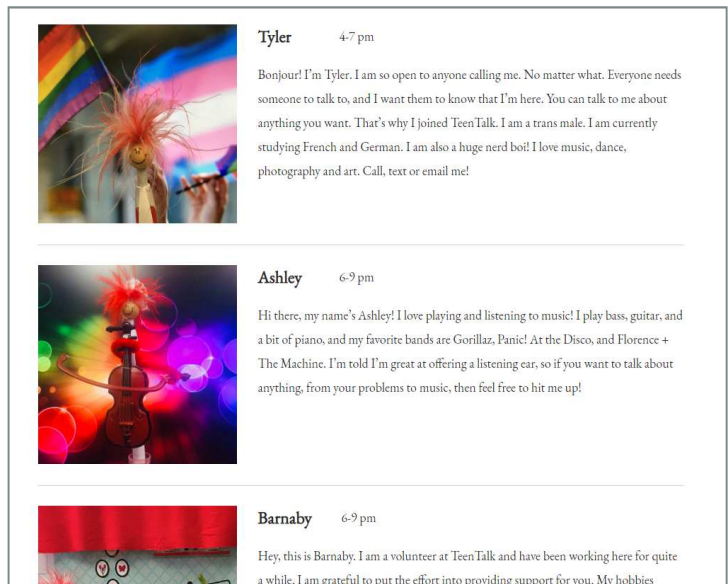 Tyler 4-7 pm
Bonjour! I'm Tyler. I am so open to anyone calling me. No matter what. Everyone needs
someone to talk to, and I want them to know that I'm here. You can talk to me about
anything you want. That's why I joined TeenTalk. I am a trans male. I am currently
studying French and German. I am also a huge nerd boi! I love music, dance,
photography and art. Call, text or email me!
Ashley 6-9 pm
Hi there, my name's Ashley! I love playing and listening to music! I play bass, guitar, and
a bit of piano, and my favorite bands are Gorillaz, Panic! At the Disco, and Florence +
The Machine. I'm told I'm great at offering a listening ear, so if you want to talk about
anything, from your problems to music, then feel free to hit me up!
Barnaby 6-9 pm
Hey, this is Barnaby. I am a volunteer at TeenTalk and have been working here for quite
a while. I am grateful to put the effort into providing support for you. My hobbies